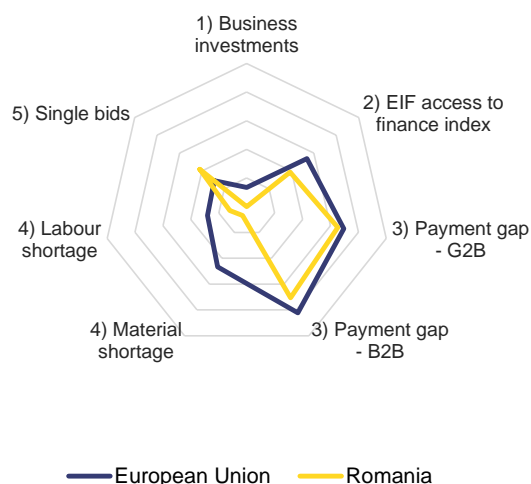 1) Business
investments
2) EIF access to
finance index
3) Payment gap
- G2B
3) Payment gap
- B2B
4) Material
shortage
4) Labour
shortage
5) Single bids
European Union
Romania